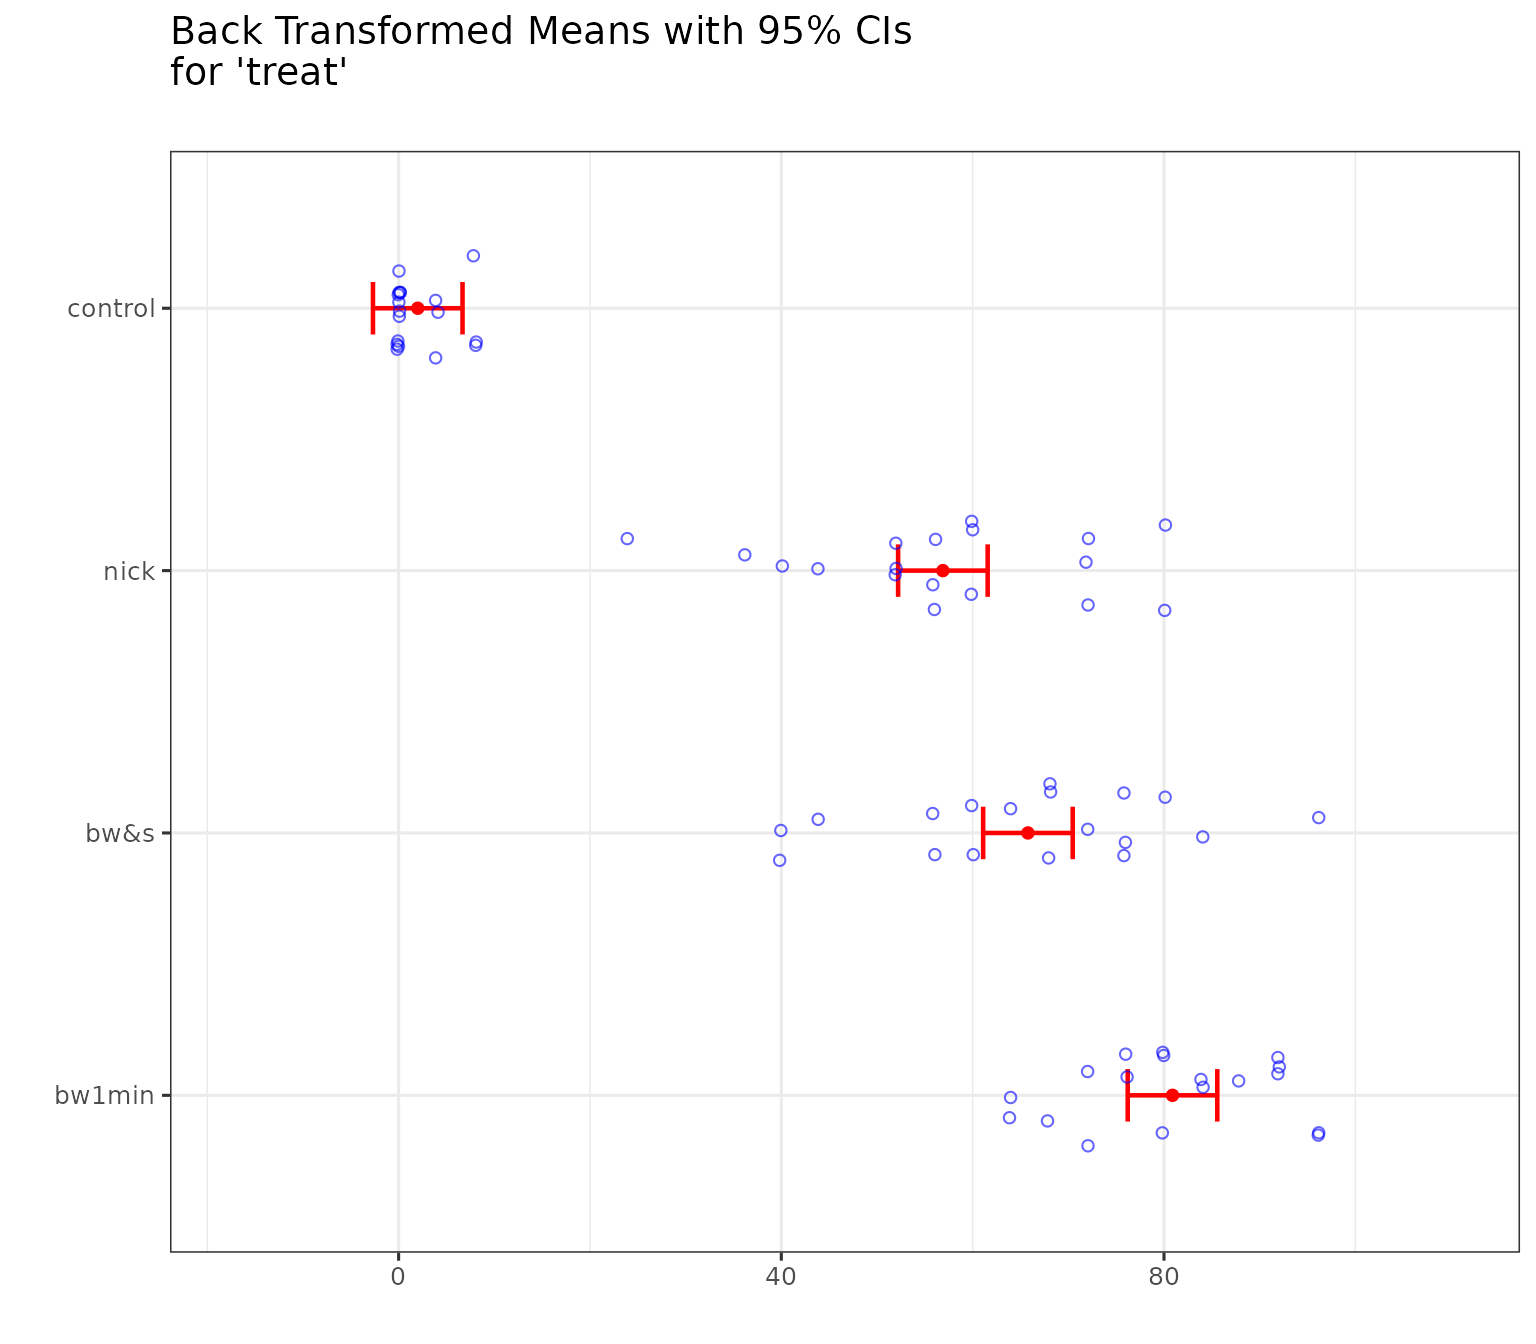 Back Transformed Means with 95% CIs
for 'treat'
control
nick
bw&s
bw1min
0
40
80